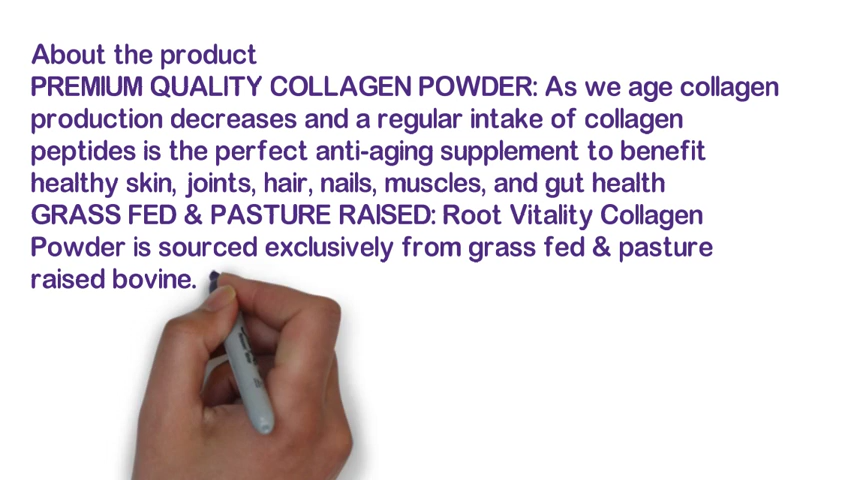 About the product
PREMIUM QUALITY COLLAGEN POWDER: As we age collagen
production decreases and a regular intake of collagen
peptides is the perfect anti-aging supplement to benefit
healthy skin, joints, hair, nails, muscles, and gut health
GRASS FED & PASTURE RAISED: Root Vitality Collagen
Powder is sourced exclusively from grass fed & pasture
raised bovine.